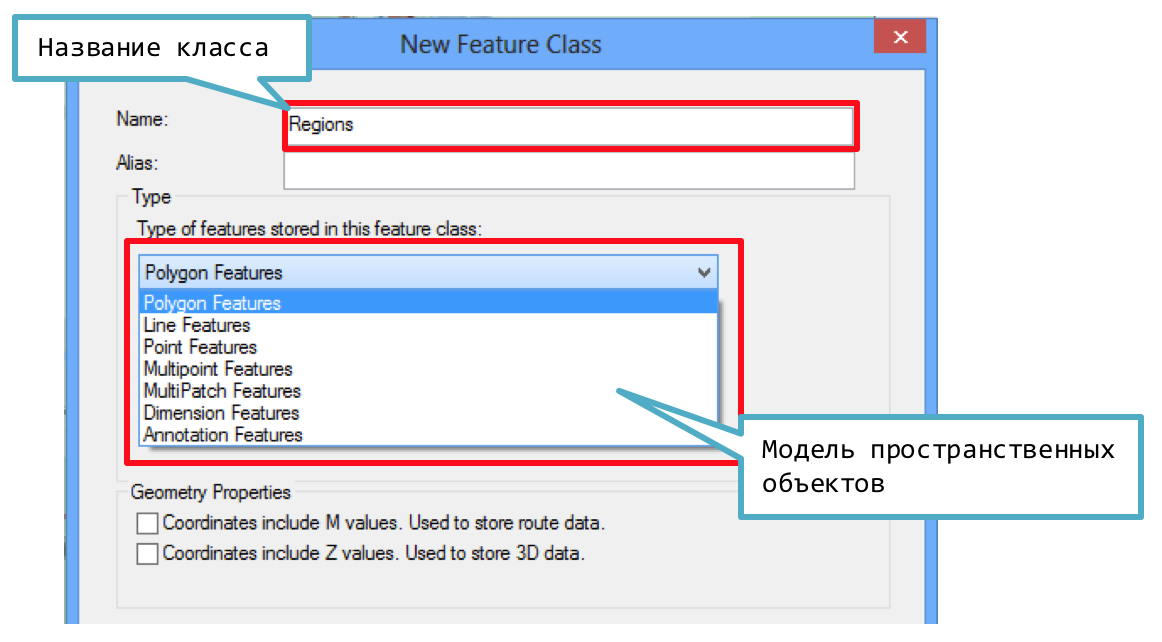 Название класса
New Feature Class
Name:
Regions
Alias:
Type
Type of features stored in this feature class:
Polygon Features
Polygon Features
Line Features
Point Features
Multipoint Features
MultiPatch Features
Dimension Features
Annotation Features
Модель пространственных
объектов
Geometry Properties
Coordinates include M values. Used to store route data.
Coordinates include Z values. Used to store 3D data.